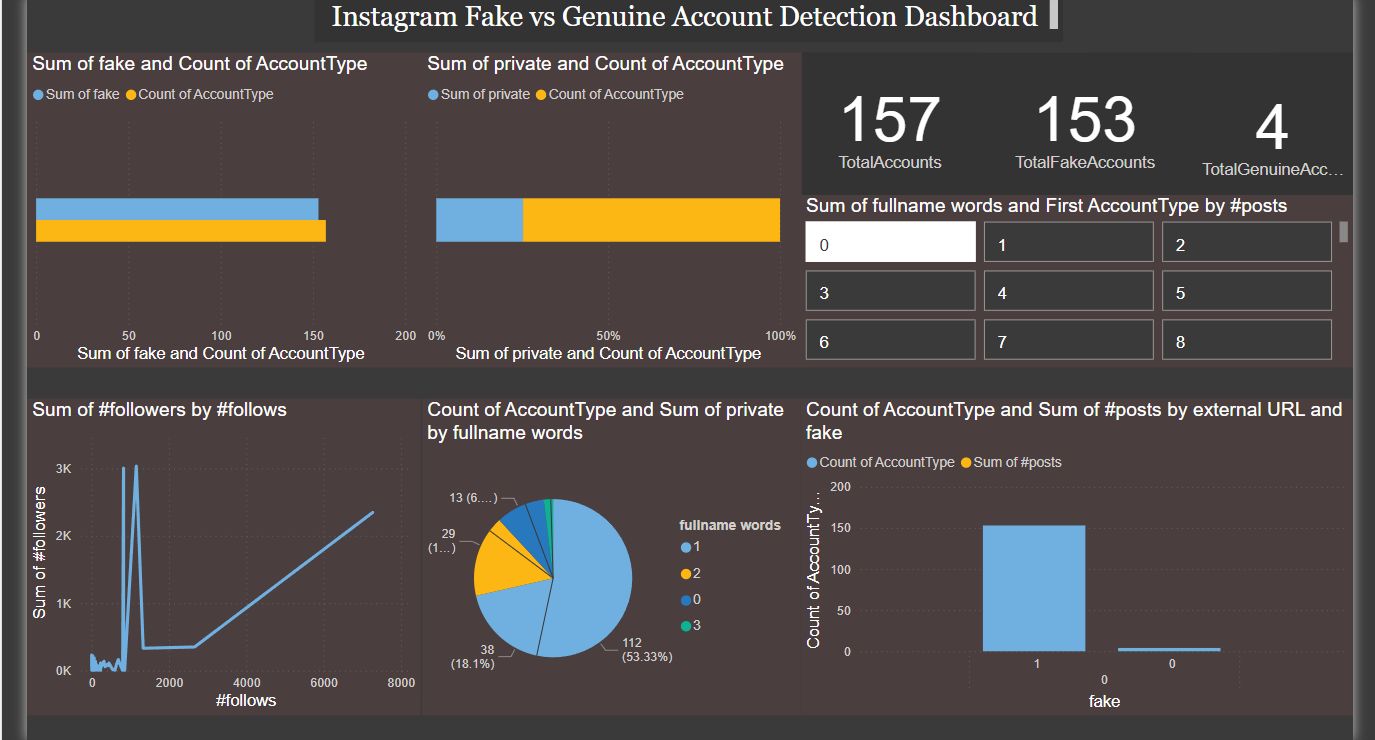 Instagram Fake vs Genuine Account Detection Dashboard
Sum of fake and Count of AccountType
Sum of fake Count of AccountType
0 50 100 150 200
Sum of fake and Count of AccountType
Sum of private and Count of AccountType
Sum of private Count of AccountType
0% 50% 100%
Sum of private and Count of AccountType
157 153 4
TotalAccounts TotalFakeAccounts TotalGenuineAcc...
Sum of fullname words and First AccountType by #posts
0 1 2
3 4 5
6 7 8
Sum of #followers by #follows
Sum of #followers
3K
2K
1K
0K
0 2000 4000 6000 8000
#follows
Count of AccountType and Sum of private
by fullname words
13 (6....)
29
(1...)
38
(18.1%)
112
(53.33%)
fullname words
1
2
0
3
Count of AccountType and Sum of #posts by external URL and
fake
Count of AccountType Sum of #posts
Count of AccountTy...
200
150
100
50
0
1 0
0
fake